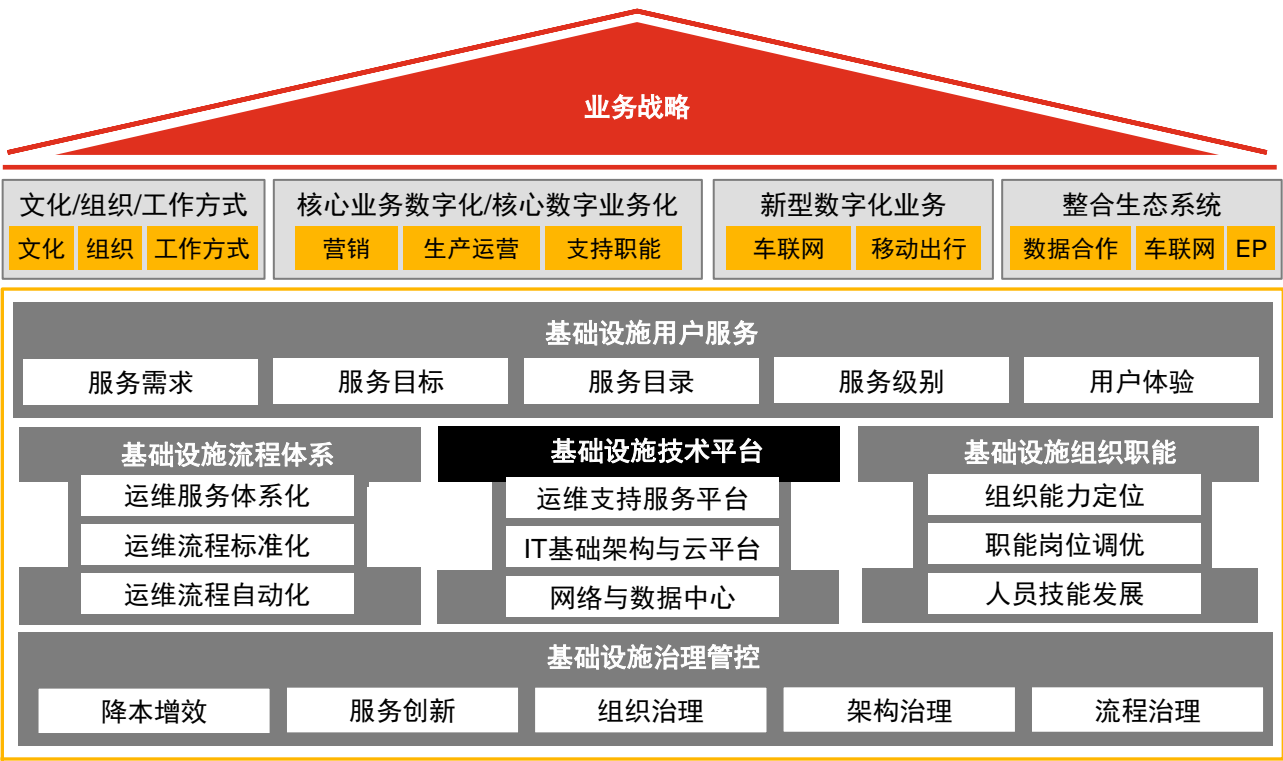 业务战略
文化/组织/工作方式
文化 组织 工作方式
核心业务数字化/核心数字业务化
营销 生产运营 支持职能
新型数字化业务
车联网 移动出行
整合生态系统
数据合作 车联网 EP
基础设施用户服务
服务需求 服务目标 服务目录 服务级别 用户体验
基础设施流程体系
运维服务体系化
运维流程标准化
运维流程自动化
基础设施技术平台
运维支持服务平台
IT基础架构与云平台
网络与数据中心
基础设施组织职能
组织能力定位
职能岗位调优
人员技能发展
基础设施治理管控
降本增效 服务创新 组织治理 架构治理 流程治理